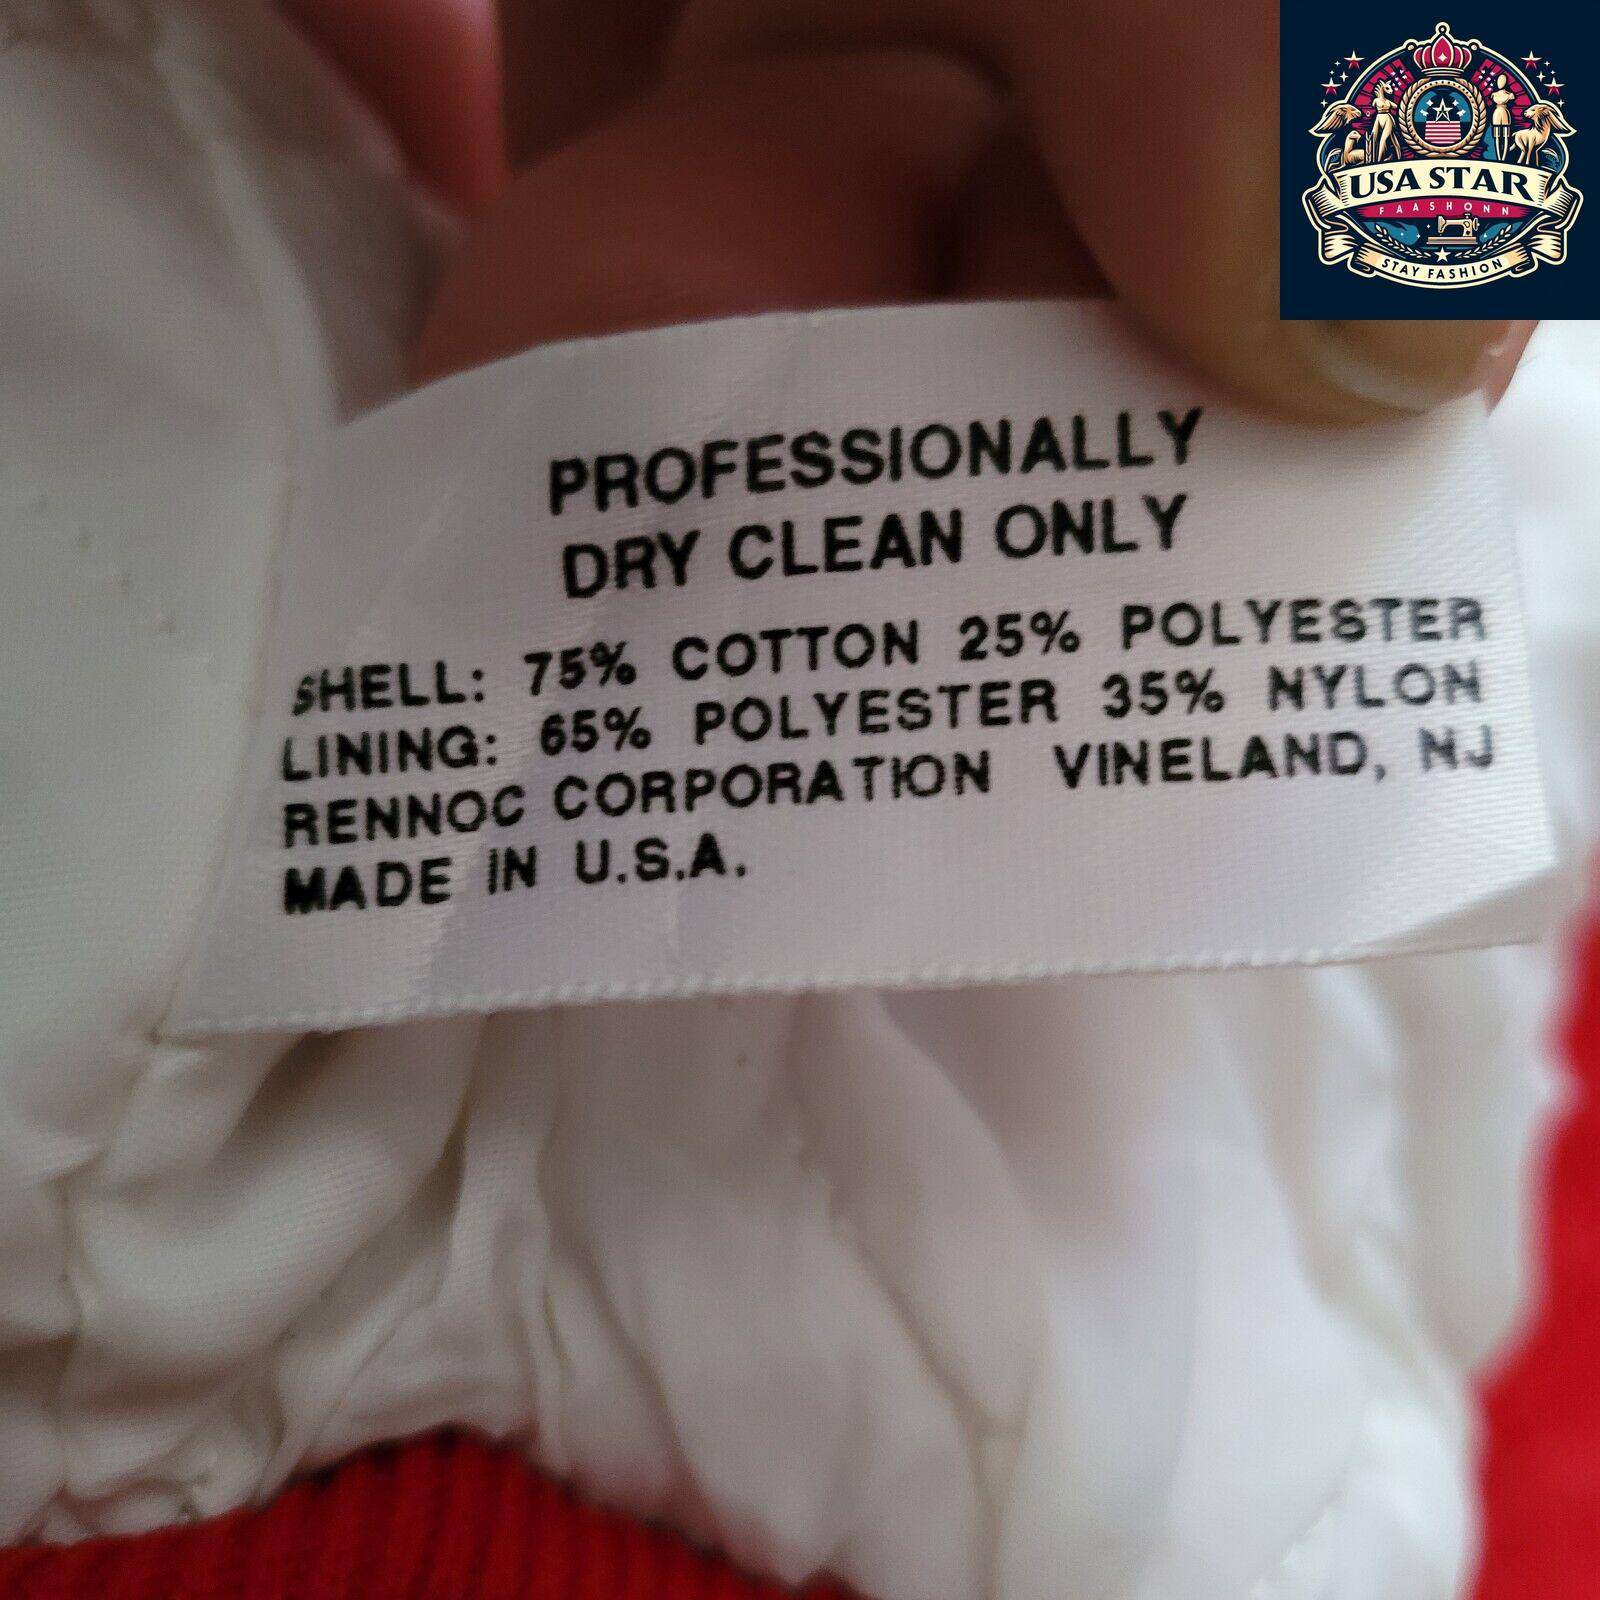 USA STAR
FAASHONN
STAY FASHION
PROFESSIONALLY
DRY CLEAN ONLY
SHELL: 75% COTTON 25% POLYESTER
LINING: 65% POLYESTER 35% NYLON
RENNOC CORPORATION VINELAND, NJ
MADE IN U.S.A.